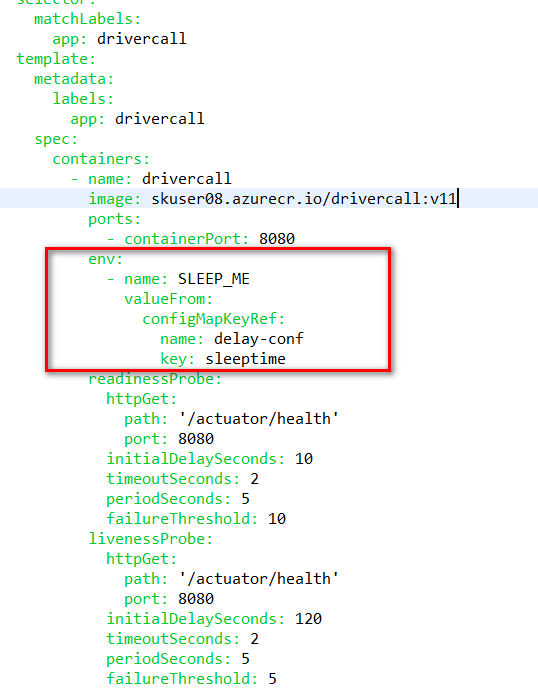 selector:
matchLabels:
app: drivercall
template:
metadata:
labels:
app: drivercall
spec:
containers:
- name: drivercall
image: skuser08.azurecr.io/drivercall:v11
ports:
- containerPort: 8080
env:
- name: SLEEP_ME
valueFrom:
configMapKeyRef:
name: delay-conf
key: sleeptime
readinessProbe:
httpGet:
path: '/actuator/health'
port: 8080
initialDelaySeconds: 10
timeoutSeconds: 2
periodSeconds: 5
failureThreshold: 10
livenessProbe:
httpGet:
path: '/actuator/health'
port: 8080
initialDelaySeconds: 120
timeoutSeconds: 2
periodSeconds: 5
failureThreshold: 5